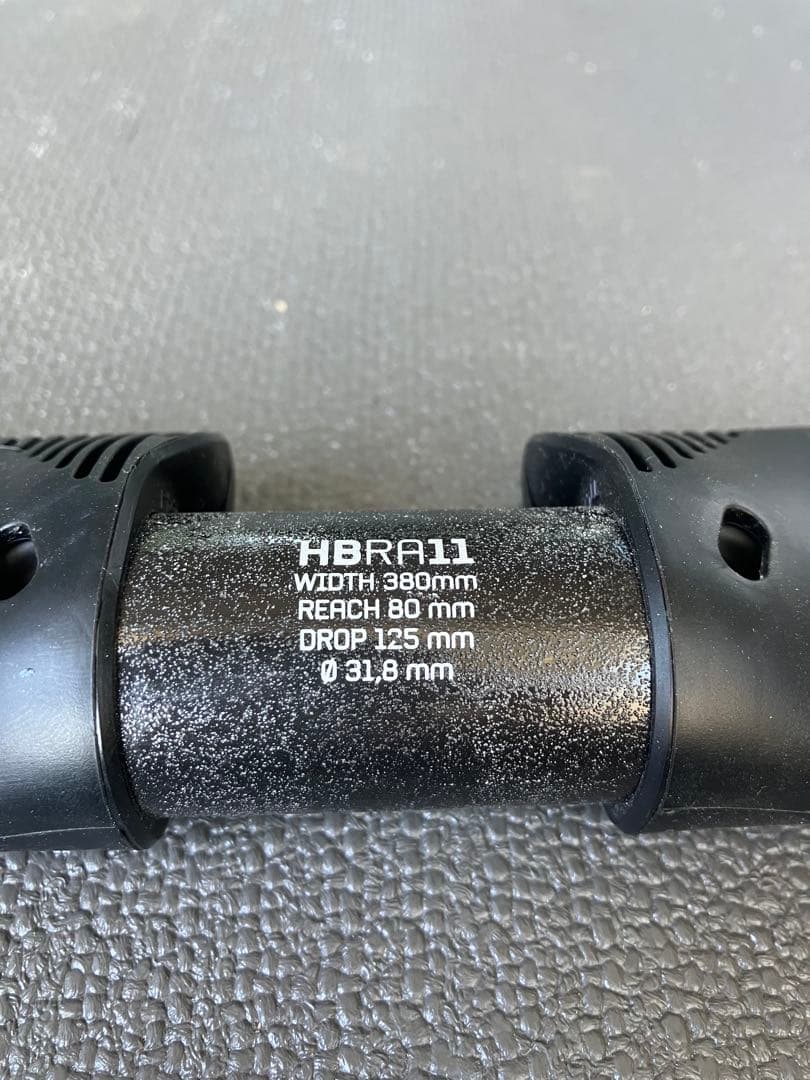 HBRA11
WIDTH 380mm
REACH 80 mm
DROP 125 mm
Ø 31,8 mm